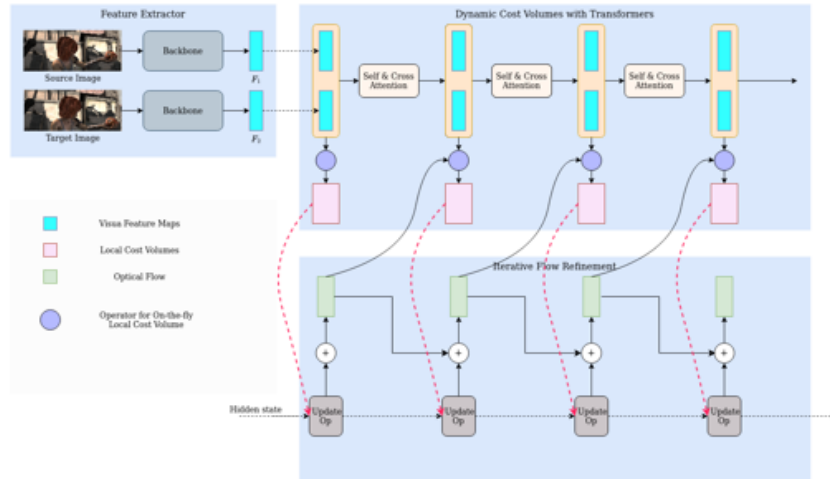 Feature Extractor
Backbone
Source Image
F₁
Backbone
Target Image
F₂
Dynamic Cost Volumes with Transformers
Self & Cross
Attention
Self & Cross
Attention
Self & Cross
Attention
Visua Feature Maps
Local Cost Volumes
Optical Flow
Operator for On-the-fly
Local Cost Volume
Iterative Flow Refinement
+
+
+
+
Hidden state
Update
Op
Update
Op
Update
Op
Update
Op